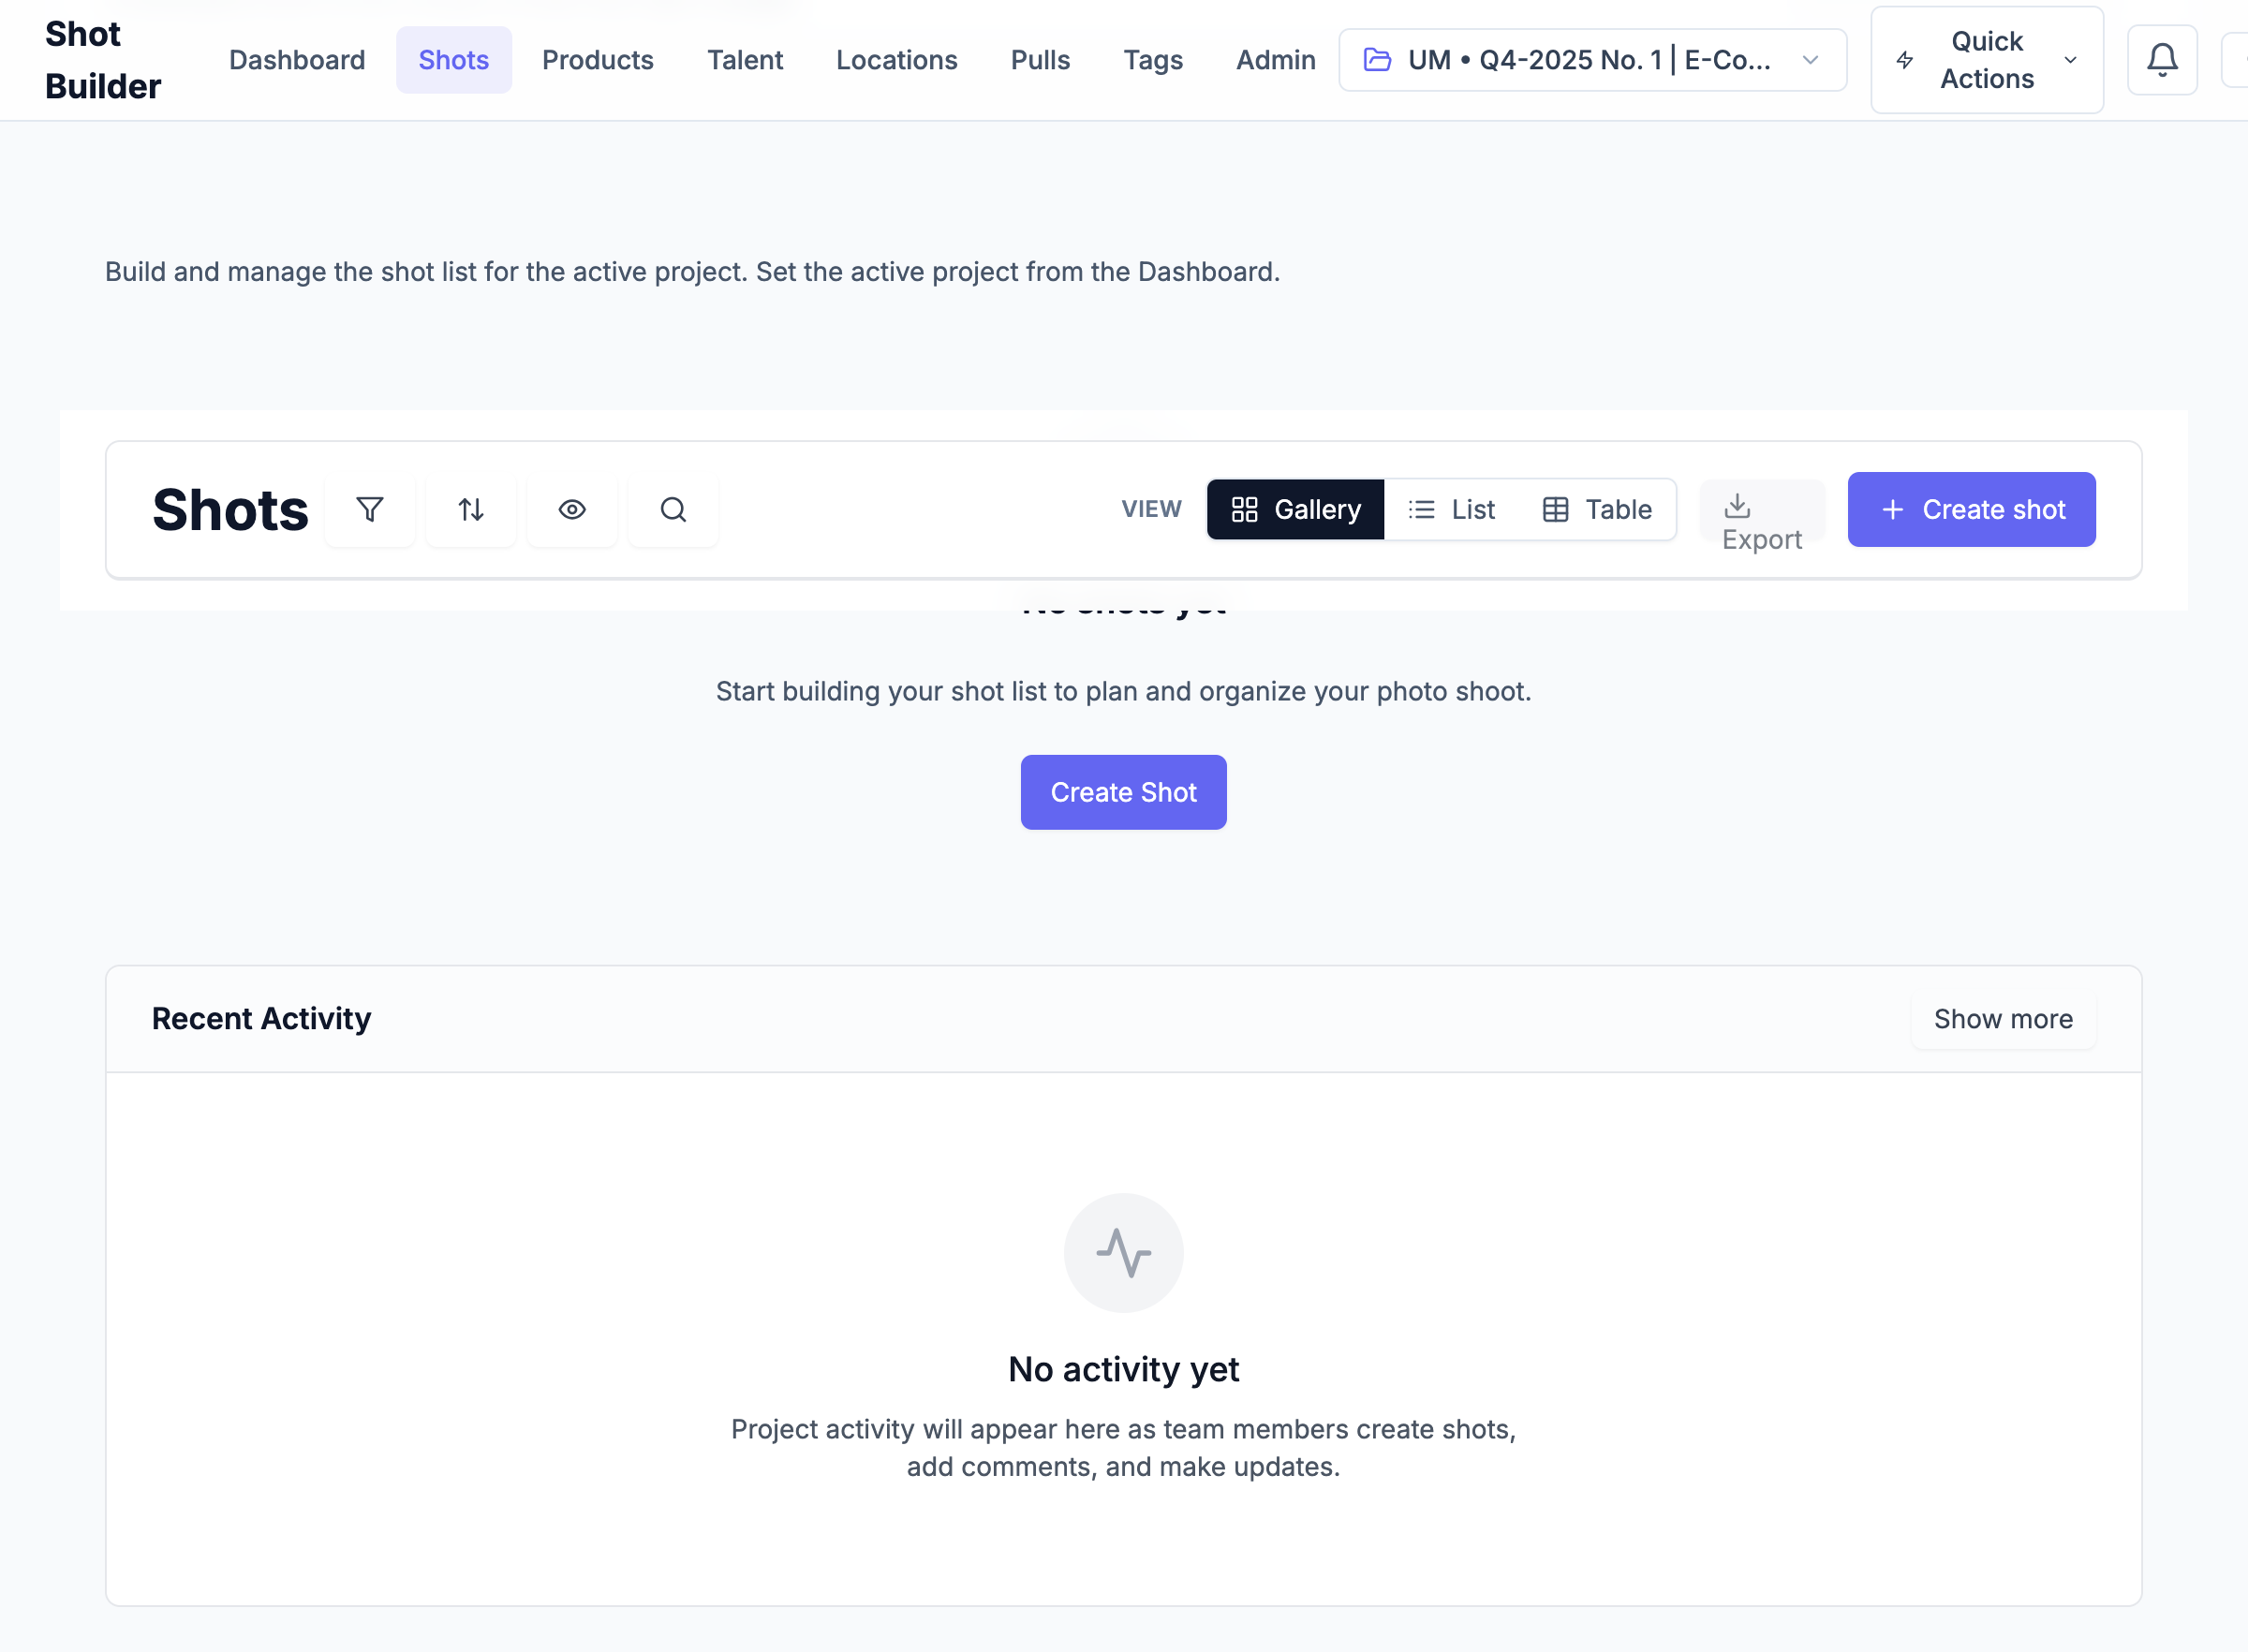 Shot
Builder
Dashboard
Shots
Products
Talent
Locations
Pulls
Tags
Admin
UM • Q4-2025 No. 1 | E-Co...
Quick
Actions
Build and manage the shot list for the active project. Set the active project from the Dashboard.
Shots
VIEW
Gallery
List
Table
Export
Create shot
No shots yet
Start building your shot list to plan and organize your photo shoot.
Create Shot
Recent Activity
Show more
No activity yet
Project activity will appear here as team members create shots,
add comments, and make updates.